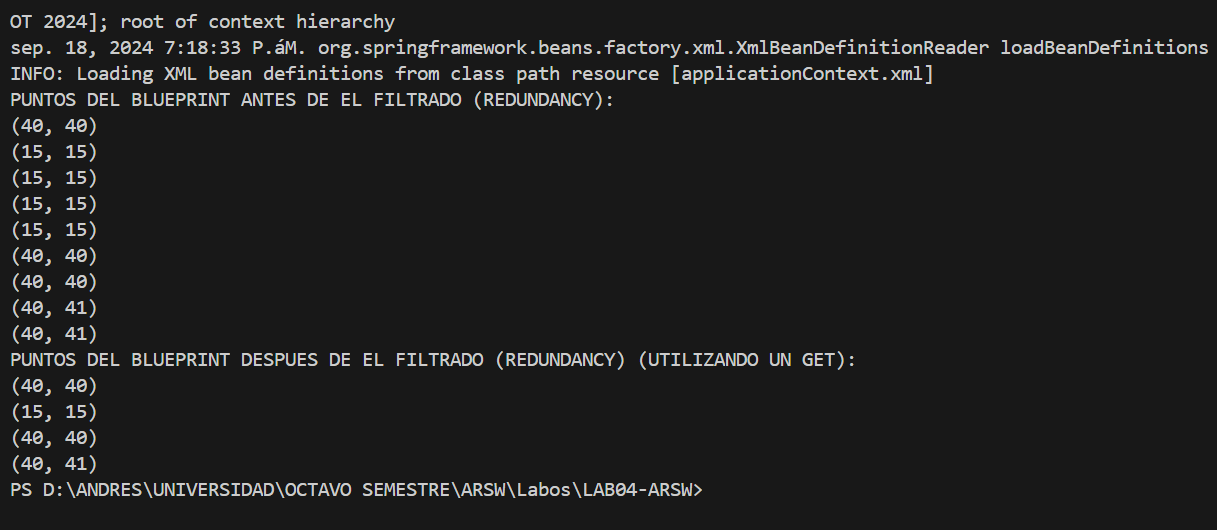 OT 2024]; root of context hierarchy
sep. 18, 2024 7:18:33 P.áM. org.springframework.beans.factory.xml.XmlBeanDefinitionReader loadBeanDefinitions
INFO: Loading XML bean definitions from class path resource [applicationContext.xml]
PUNTOS DEL BLUEPRINT ANTES DE EL FILTRADO (REDUNDANCY):
(40, 40)
(15, 15)
(15, 15)
(15, 15)
(15, 15)
(40, 40)
(40, 40)
(40, 41)
(40, 41)
PUNTOS DEL BLUEPRINT DESPUES DE EL FILTRADO (REDUNDANCY) (UTILIZANDO UN GET):
(40, 40)
(15, 15)
(40, 40)
(40, 41)
PS D:\ANDRES\UNIVERSIDAD\OCTAVO SEMESTRE\ARSW\Labos\LAB04-ARSW>